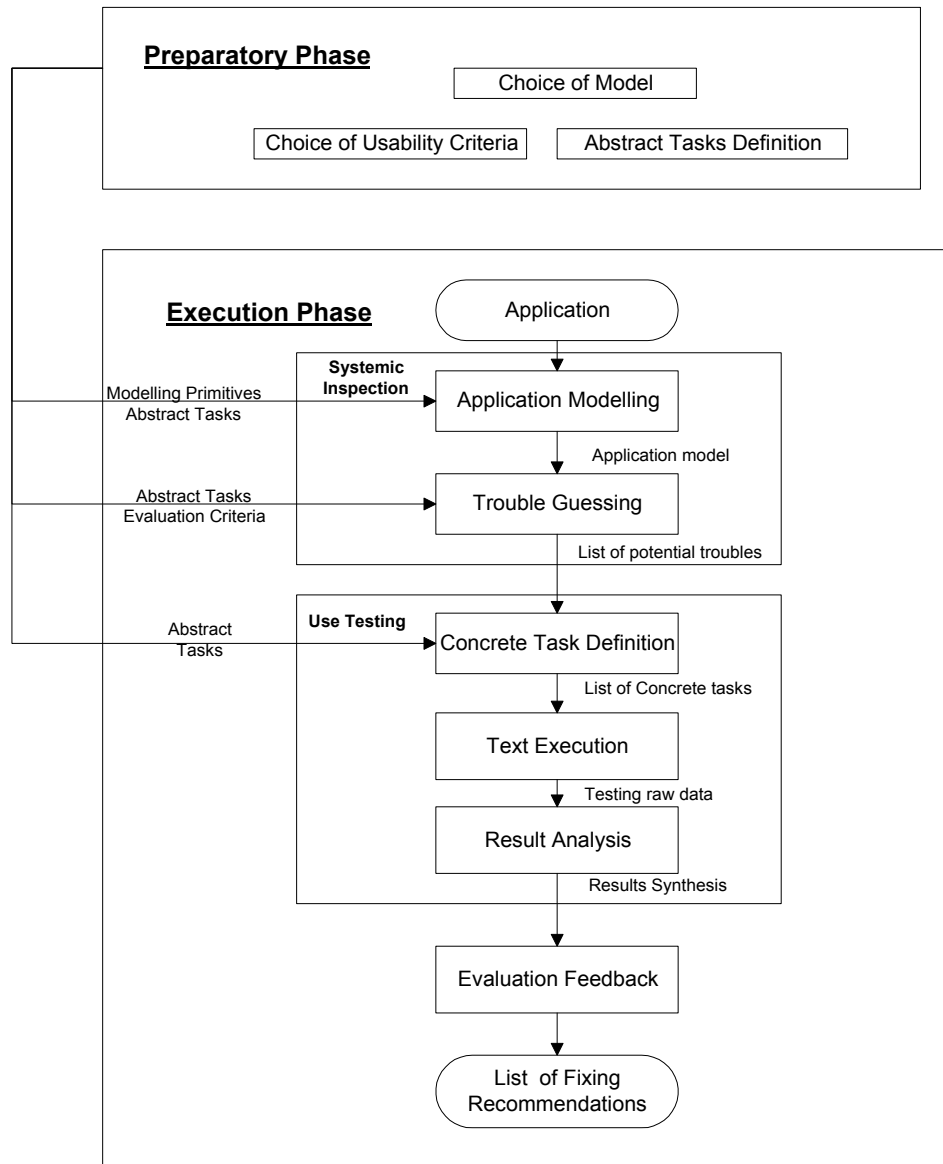 Preparatory Phase
Choice of Model
Choice of Usability Criteria
Abstract Tasks Definition
Execution Phase
Application
Systemic
Inspection
Modelling Primitives
Abstract Tasks
Application Modelling
Application model
Abstract Tasks
Evaluation Criteria
Trouble Guessing
List of potential troubles
Use Testing
Abstract
Tasks
Concrete Task Definition
List of Concrete tasks
Text Execution
Testing raw data
Result Analysis
Results Synthesis
Evaluation Feedback
List of Fixing
Recommendations